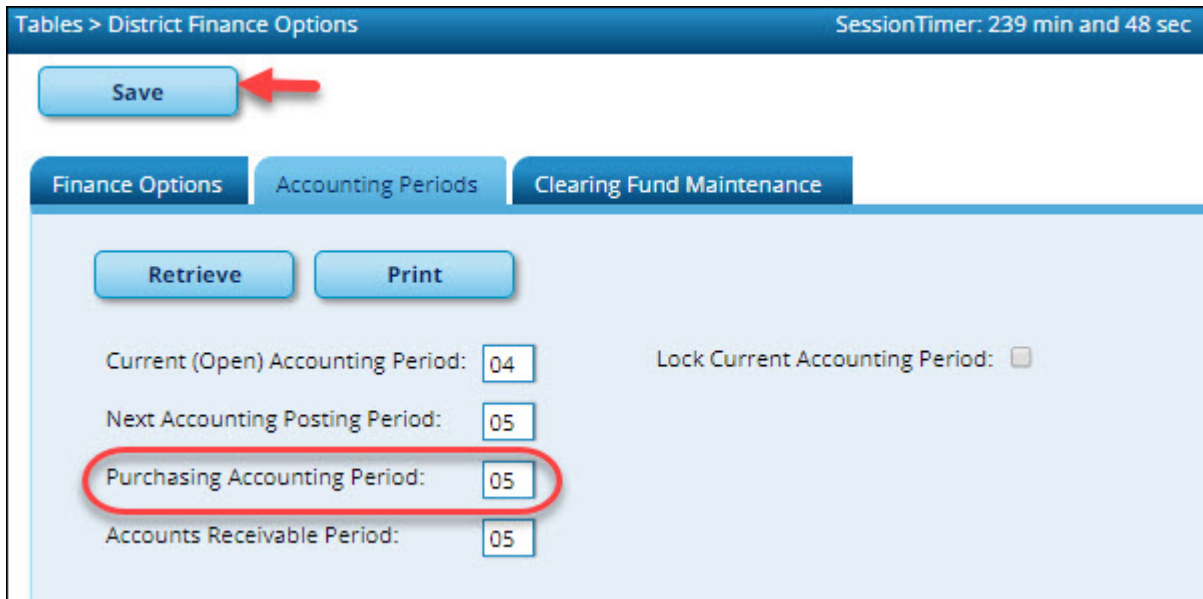 Tables > District Finance Options SessionTimer: 239 min and 48 sec
Save
Finance Options Accounting Periods Clearing Fund Maintenance
Retrieve Print
Current (Open) Accounting Period: 04 Lock Current Accounting Period:
Next Accounting Posting Period: 05
Purchasing Accounting Period: 05
Accounts Receivable Period: 05